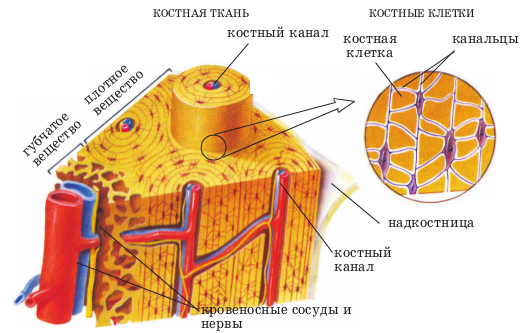 КОСТНАЯ ТКАНЬ
КОСТНЫЕ КЛЕТКИ
костный канал
костная
клетка
канальцы
плотное
вещество
губчатое
вещество
надкостница
костный
канал
кровеносные сосуды и
нервы